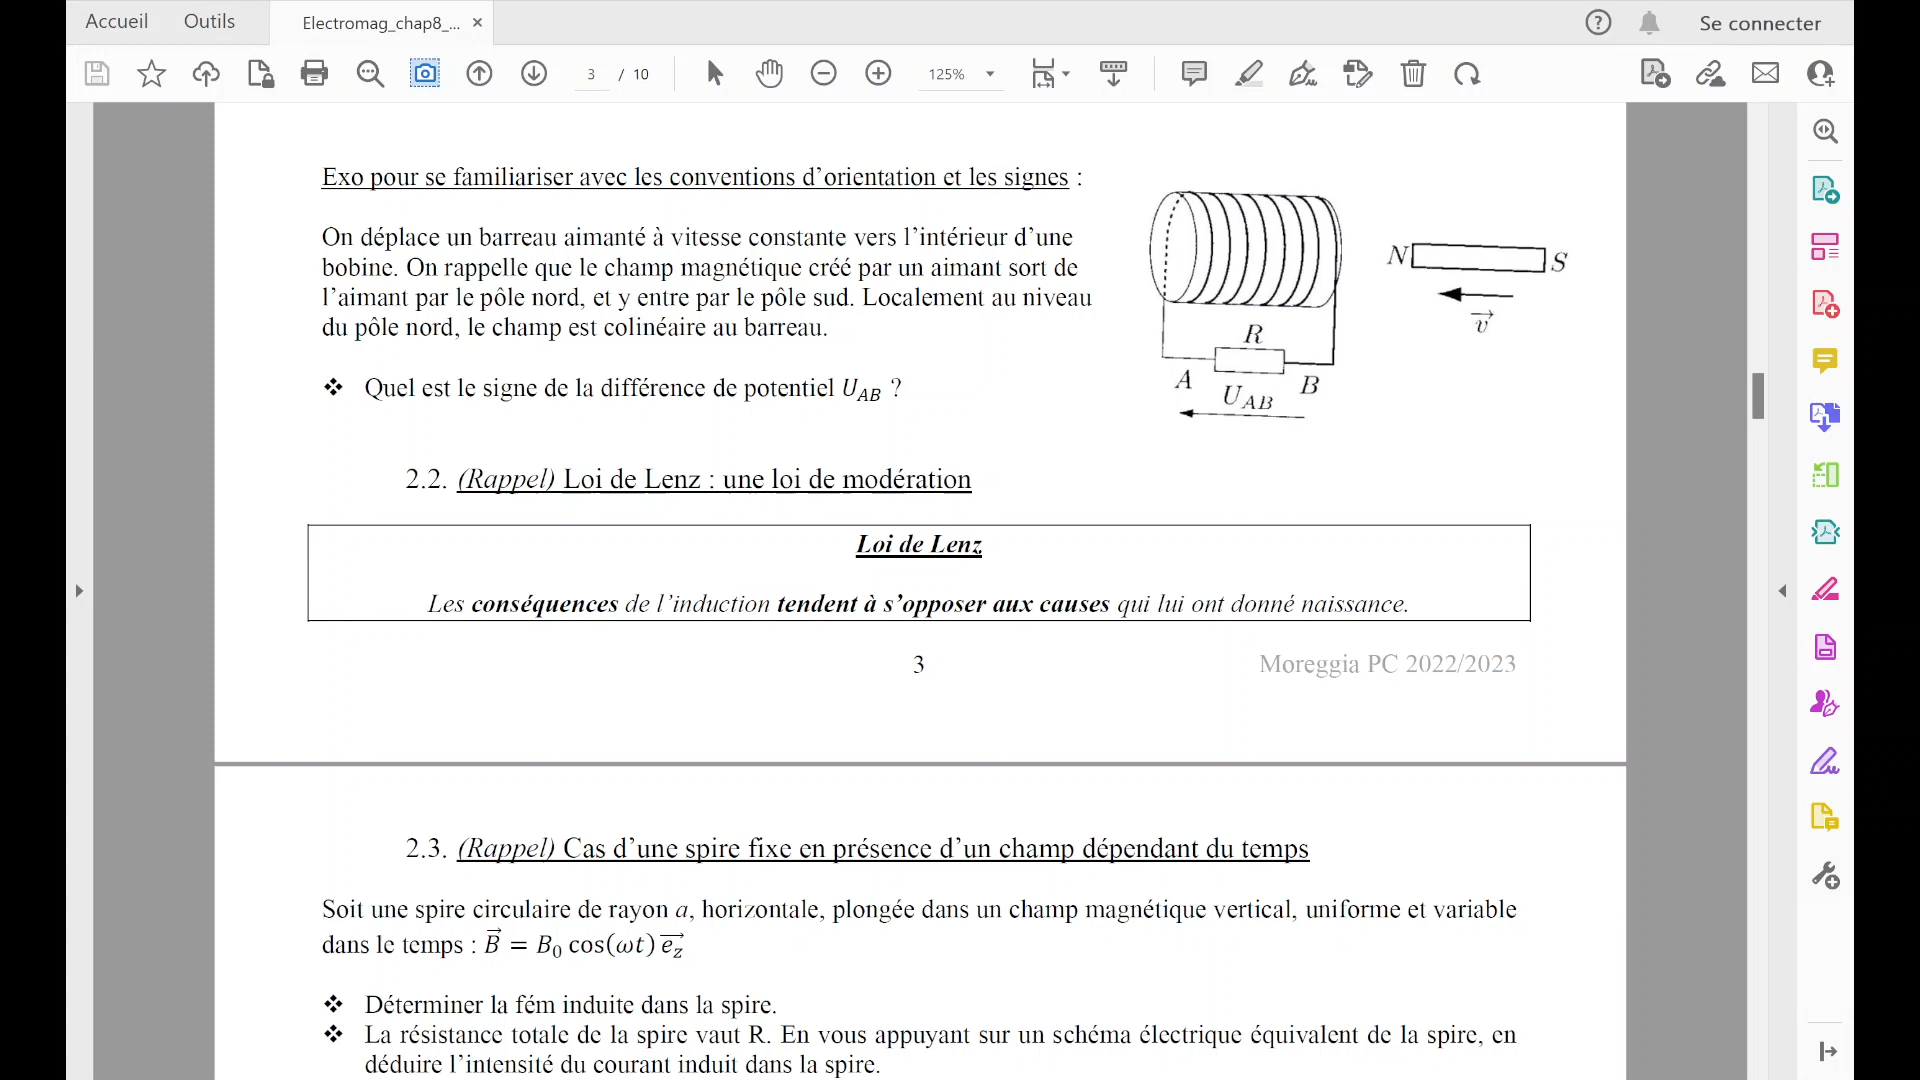 Accueil Outils Electromag_chap8_... × Se connecter
3 / 10 125%
Exo pour se familiariser avec les conventions d’orientation et les signes :
On déplace un barreau aimanté à vitesse constante vers l’intérieur d’une
bobine. On rappelle que le champ magnétique créé par un aimant sort de
l’aimant par le pôle nord, et y entre par le pôle sud. Localement au niveau
du pôle nord, le champ est colinéaire au barreau.
❖ Quel est le signe de la différence de potentiel U_AB ?
N S
v⃗
R
A B
U_AB
2.2. (Rappel) Loi de Lenz : une loi de modération
Loi de Lenz
Les conséquences de l’induction tendent à s’opposer aux causes qui lui ont donné naissance.
3 Moreggia PC 2022/2023
2.3. (Rappel) Cas d’une spire fixe en présence d’un champ dépendant du temps
Soit une spire circulaire de rayon a, horizontale, plongée dans un champ magnétique vertical, uniforme et variable
dans le temps : B⃗ = B₀ cos(ωt) e_z⃗
❖ Déterminer la fém induite dans la spire.
❖ La résistance totale de la spire vaut R. En vous appuyant sur un schéma électrique équivalent de la spire, en
déduire l’intensité du courant induit dans la spire.